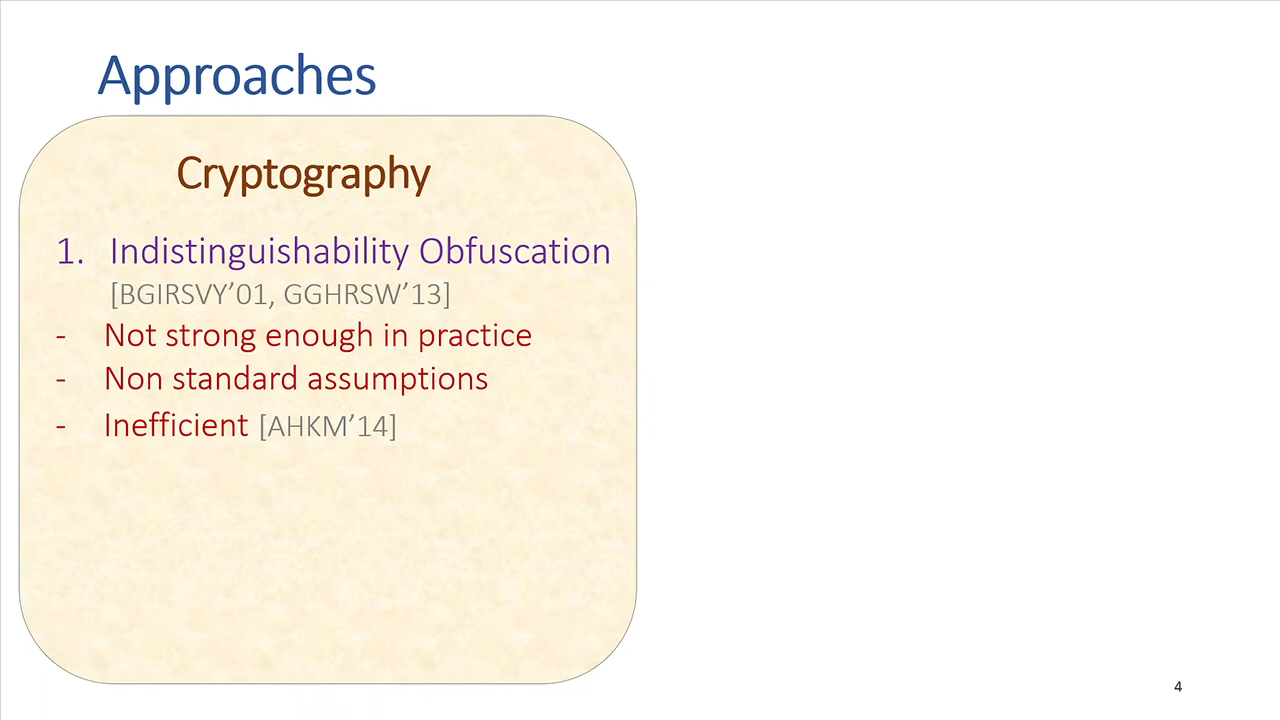 Approaches
Cryptography
1. Indistinguishability Obfuscation
[BGIRSVY’01, GGHRSW’13]
- Not strong enough in practice
- Non standard assumptions
- Inefficient [AHKM’14]
4